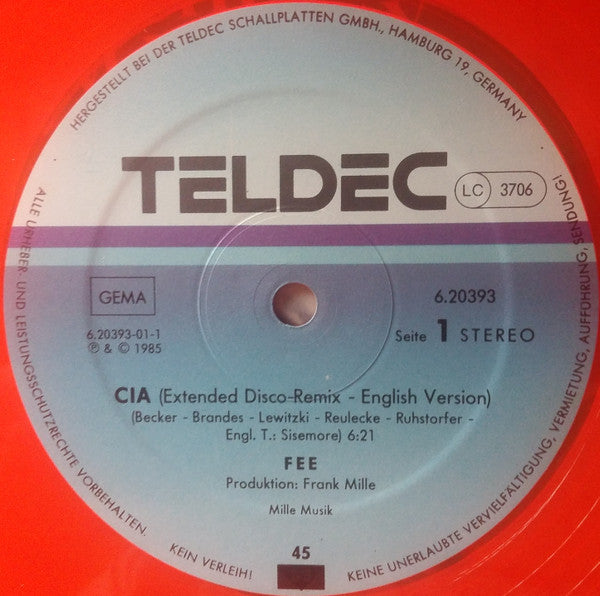 HERGESTELLT BEI DER TELDEC SCHALLPLATTEN GMBH., HAMBURG 19, GERMANY
TELDEC
LC 3706
GEMA
6.20393-01-1
℗ & © 1985
6.20393
Seite 1 STEREO
CIA (Extended Disco-Remix - English Version)
(Becker - Brandes - Lewitzki - Reulecke - Ruhstorfer -
Engl. T.: Sisemore) 6:21
FEE
Produktion: Frank Mille
Mille Musik
45
ALLE URHEBER- UND LEISTUNGSSCHUTZRECHTE VORBEHALTEN.
KEIN VERLEIH!
KEINE UNERLAUBTE VERVIELFÄLTIGUNG, VERMIETUNG, AUFFÜHRUNG, SENDUNG!